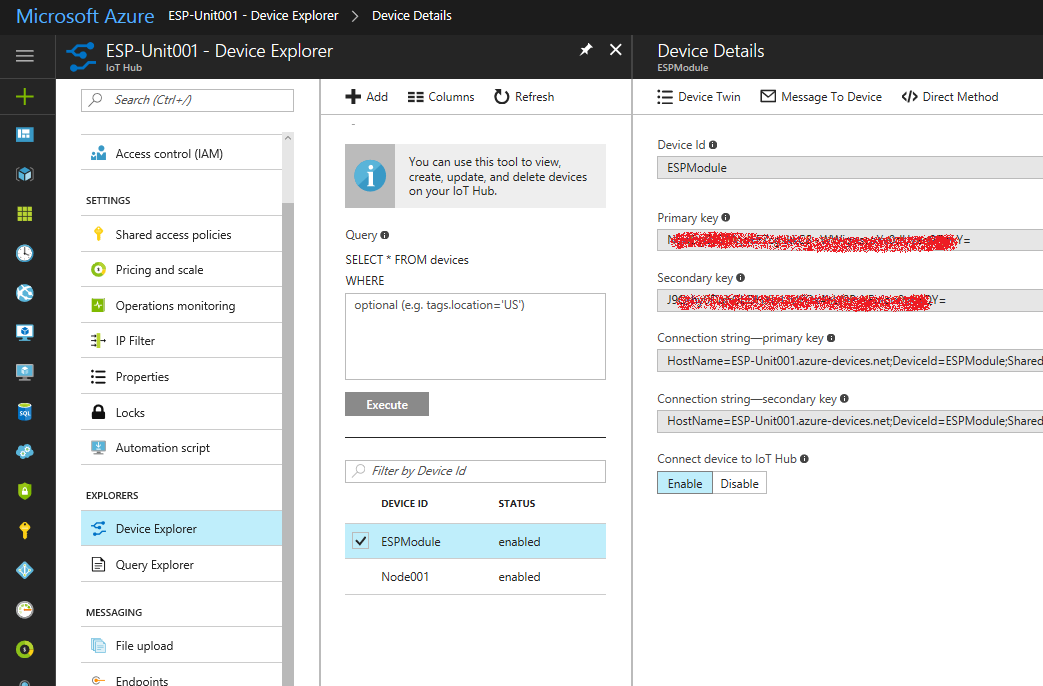 Microsoft Azure ESP-Unit001 - Device Explorer > Device Details
ESP-Unit001 - Device Explorer
IoT Hub
Search (Ctrl+/)
Access control (IAM)
SETTINGS
Shared access policies
Pricing and scale
Operations monitoring
IP Filter
Properties
Locks
Automation script
EXPLORERS
Device Explorer
Query Explorer
MESSAGING
File upload
Endpoints
Add Columns Refresh
You can use this tool to view,
create, update, and delete devices
on your IoT Hub.
Query
SELECT * FROM devices
WHERE
optional (e.g. tags.location='US')
Execute
Filter by Device Id
DEVICE ID STATUS
ESPModule enabled
Node001 enabled
Device Details
ESPModule
Device Twin Message To Device Direct Method
Device Id
ESPModule
Primary key
Y=
Secondary key
Y=
Connection string—primary key
HostName=ESP-Unit001.azure-devices.net;DeviceId=ESPModule;Shared
Connection string—secondary key
HostName=ESP-Unit001.azure-devices.net;DeviceId=ESPModule;Shared
Connect device to IoT Hub
Enable Disable
SQL